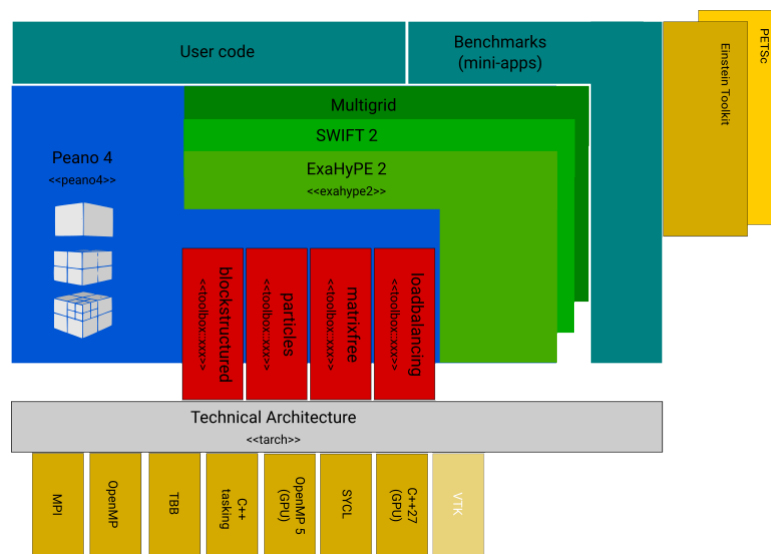 User code
Benchmarks
(mini-apps)
Einstein Toolkit
PETSc
Multigrid
SWIFT 2
ExaHyPE 2
<<exahype2>>
Peano 4
<<peano4>>
blockstructured
<<toolbox::xxx>>
particles
<<toolbox::xxx>>
matrixfree
<<toolbox::xxx>>
loadbalancing
<<toolbox::xxx>>
Technical Architecture
<<tarch>>
MPI
OpenMP
TBB
C++
tasking
OpenMP 5
(GPU)
SYCL
C++27
(GPU)
VTK